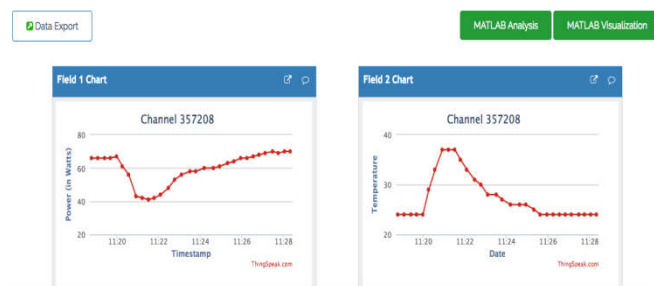 Data Export
MATLAB Analysis
MATLAB Visualization
Field 1 Chart
Channel 357208
80
60
40
20
Power (in Watts)
11:20 11:22 11:24 11:26 11:28
Timestamp
ThingSpeak.com
Field 2 Chart
Channel 357208
40
30
20
Temperature
11:20 11:22 11:24 11:26 11:28
Date
ThingSpeak.com